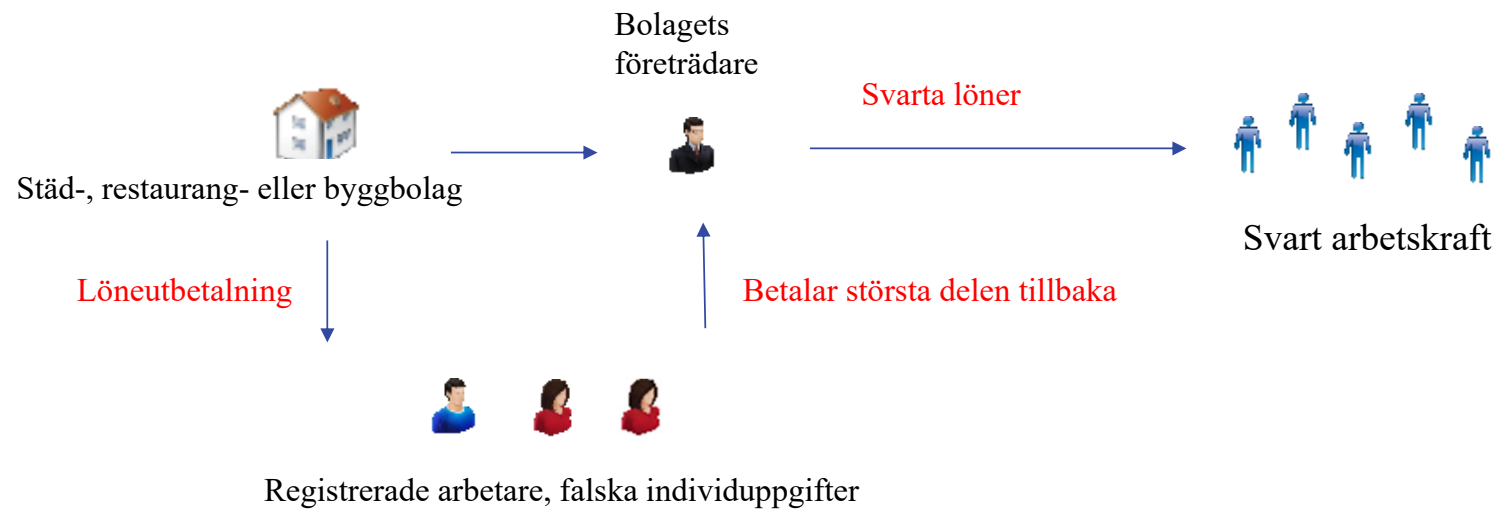 Bolagets
företrädare
Svarta löner
Städ-, restaurang- eller byggbolag
Svart arbetskraft
Löneutbetalning
Betalar största delen tillbaka
Registrerade arbetare, falska individuppgifter